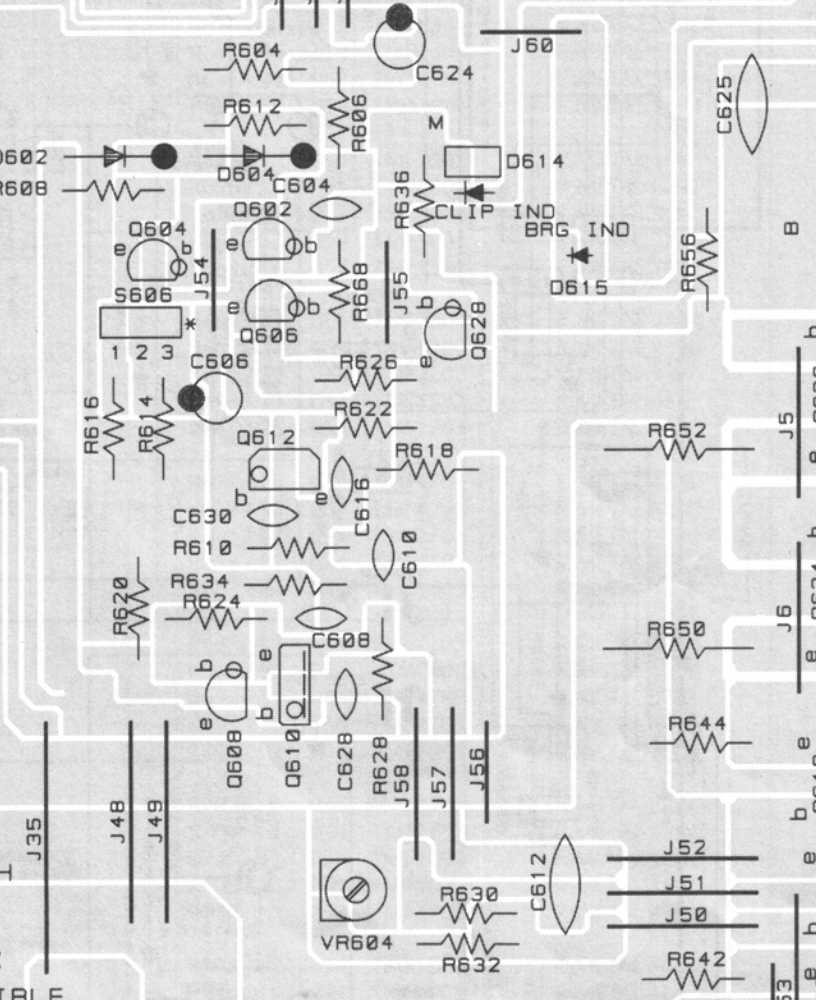 R604
C624
J60
R612
R606
C625
M
D614
D604
C604
R608
R636
CLIP IND
Q604
Q602
e
b
e
b
BRG IND
B
R656
J54
R668
J55
D615
S606
e
b
Q606
b
Q628
e
*
1 2 3
C606
R626
R616
R614
R622
J5
R652
Q612
R618
b
e
C616
C630
R610
C610
R634
R620
R624
C608
J6
R650
e
b
e
R644
e
b
e
b
Q608
Q610
C628
R628
J58
J57
J56
b
J35
J48
J49
J52
e
C612
J51
R630
J50
VR604
R632
R642
b
e